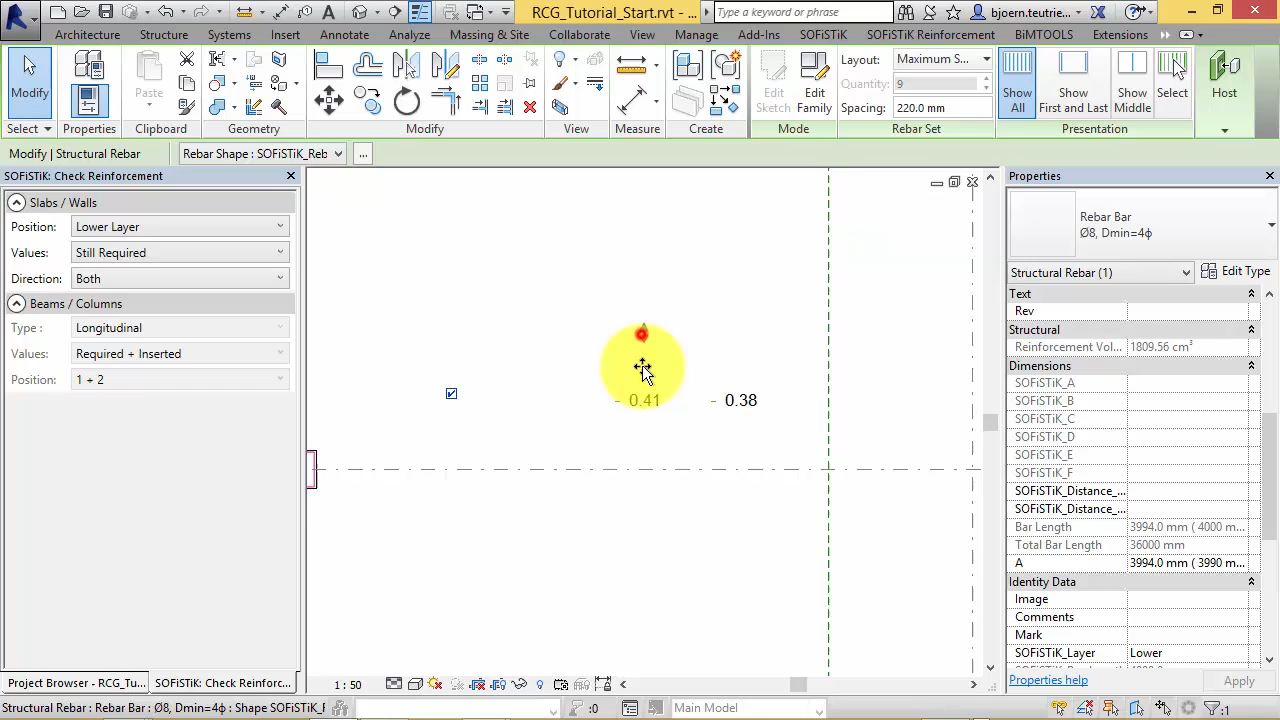 RCG_Tutorial_Start.rvt - ...
Type a keyword or phrase
bjoern.teutrie...
Architecture Structure Systems Insert Annotate Analyze Massing & Site Collaborate View Manage Add-Ins SOFiSTiK SOFiSTiK Reinforcement BiMTOOLS Extensions
Modify
Paste
Edit Sketch
Edit Family
Layout: Maximum S...
Quantity: 9
Spacing: 220.0 mm
Show All
Show First and Last
Show Middle
Select
Host
Select Properties Clipboard Geometry Modify View Measure Create Mode Rebar Set Presentation
Modify | Structural Rebar
Rebar Shape : SOFiSTiK_Reb
...
SOFiSTiK: Check Reinforcement
Slabs / Walls
Position: Lower Layer
Values: Still Required
Direction: Both
Beams / Columns
Type : Longitudinal
Values: Required + Inserted
Position: 1 + 2
- 0.41
- 0.38
Properties
Rebar Bar
Ø8, Dmin=4ϕ
Structural Rebar (1)
Edit Type
Text
Rev
Structural
Reinforcement Vol... 1809.56 cm³
Dimensions
SOFiSTiK_A
SOFiSTiK_B
SOFiSTiK_C
SOFiSTiK_D
SOFiSTiK_E
SOFiSTiK_F
SOFiSTiK_Distance_...
SOFiSTiK_Distance_...
Bar Length 3994.0 mm ( 4000 m...
Total Bar Length 36000 mm
A 3994.0 mm ( 3990 m...
Identity Data
Image
Comments
Mark
SOFiSTiK_Layer Lower
Properties help
Apply
Project Browser - RCG_Tu...
SOFiSTiK: Check Reinforc...
1 : 50
Structural Rebar : Rebar Bar : Ø8, Dmin=4ϕ : Shape SOFiSTiK_F
:0
Main Model
:1